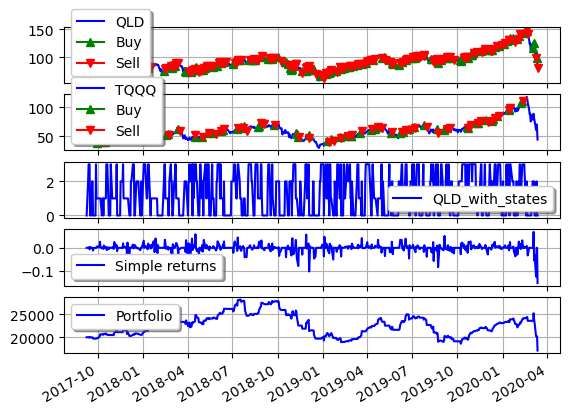 QLD
Buy
Sell
150
100
TQQQ
Buy
Sell
100
50
2
0
QLD_with_states
0.0
−0.1
Simple returns
25000
20000
Portfolio
2017-10
2018-01
2018-04
2018-07
2018-10
2019-01
2019-04
2019-07
2019-10
2020-01
2020-04